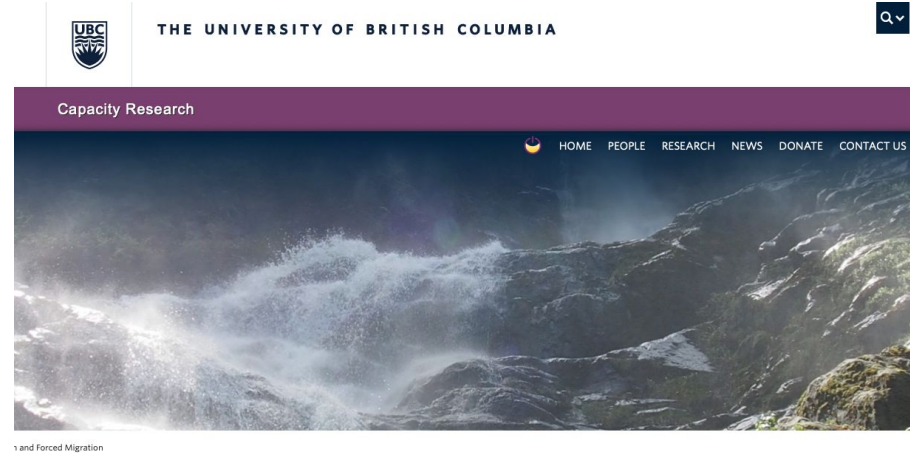 UBC
THE UNIVERSITY OF BRITISH COLUMBIA
Capacity Research
HOME PEOPLE RESEARCH NEWS DONATE CONTACT US
and Forced Migration